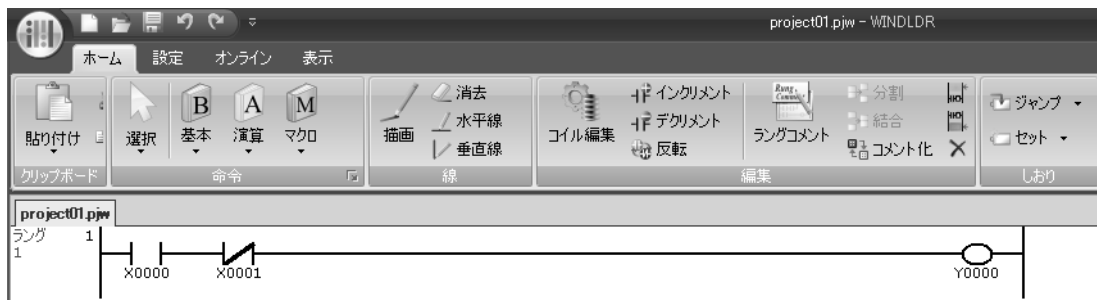 project01.pjw - WINDLDR
ホーム 設定 オンライン 表示
貼り付け
選択
B
基本
A
演算
M
マクロ
描画
消去
水平線
垂直線
コイル編集
インクリメント
デクリメント
反転
Rung Comment
ラングコメント
分割
結合
コメント化
ジャンプ
セット
クリップボード 命令 線 編集 しおり
project01.pjw
ラング 1
1
X0000 X0001 Y0000